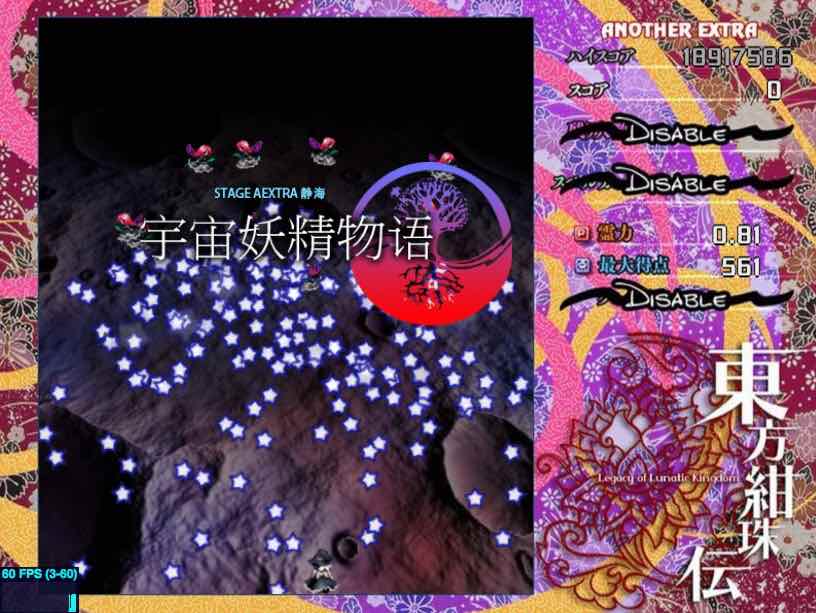 ANOTHER EXTRA
ハイスコア 18917586
スコア 0
DISABLE
DISABLE
霊力 0.81
最大得点 561
DISABLE
STAGE AEXTRA 静海
宇宙妖精物语
東方紺珠伝
Legacy of Lunatic Kingdom
60 FPS (3-60)